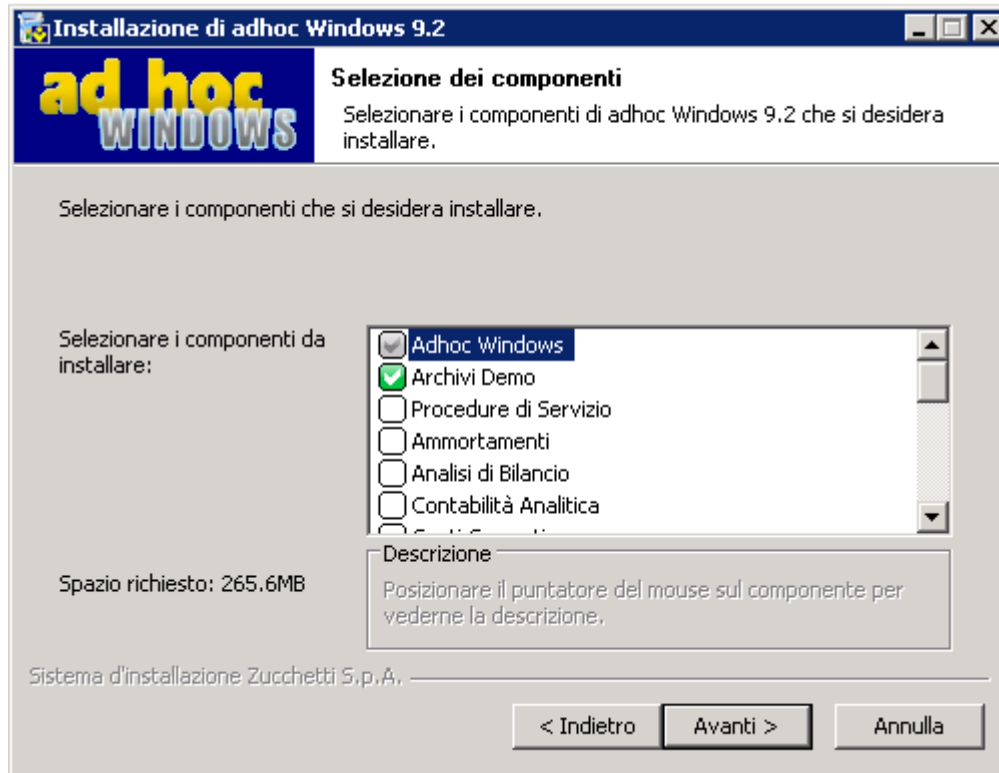 Installazione di adhoc Windows 9.2
ad hoc
WINDOWS
Selezione dei componenti
Selezionare i componenti di adhoc Windows 9.2 che si desidera
installare.
Selezionare i componenti che si desidera installare.
Selezionare i componenti da
installare:
Adhoc Windows
Archivi Demo
Procedure di Servizio
Ammortamenti
Analisi di Bilancio
Contabilità Analitica
Spazio richiesto: 265.6MB
Descrizione
Posizionare il puntatore del mouse sul componente per
vederne la descrizione.
Sistema d'installazione Zucchetti S.p.A.
< Indietro
Avanti >
Annulla